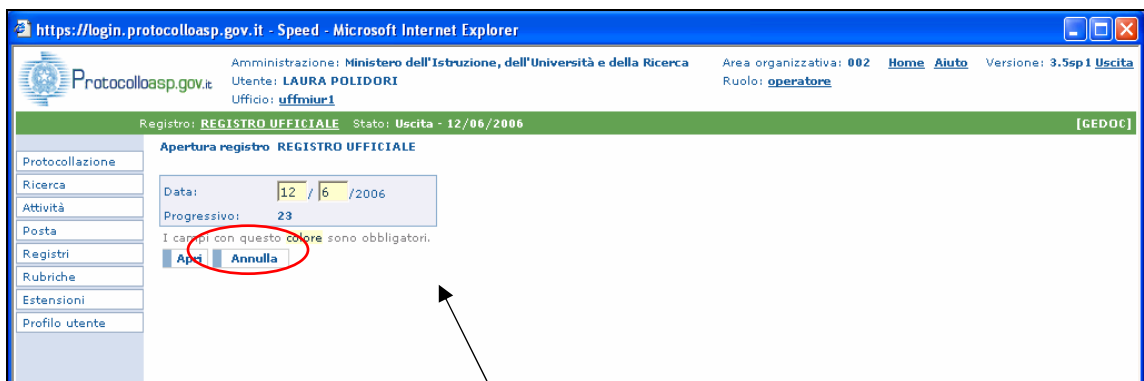 https://login.protocolloasp.gov.it - Speed - Microsoft Internet Explorer
Protocolloasp.gov.it
Amministrazione: Ministero dell'Istruzione, dell'Università e della Ricerca
Utente: LAURA POLIDORI
Ufficio: uffmiur1
Area organizzativa: 002 Home Aiuto Versione: 3.5sp1 Uscita
Ruolo: operatore
Registro: REGISTRO UFFICIALE Stato: Uscita - 12/06/2006 [GEDOC]
Apertura registro REGISTRO UFFICIALE
Protocollazione
Ricerca
Attività
Posta
Registri
Rubriche
Estensioni
Profilo utente
Data: 12 / 6 /2006
Progressivo: 23
I campi con questo colore sono obbligatori.
Apri Annulla